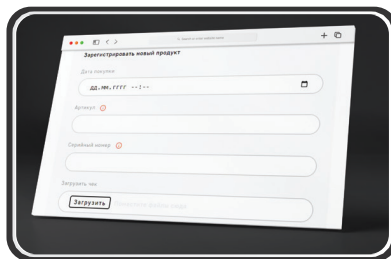 Зарегистрировать новый продукт
Дата покупки
ДД.ММ.ГГГГ --:--
Артикул
Серийный номер
Загрузить чек
Загрузить